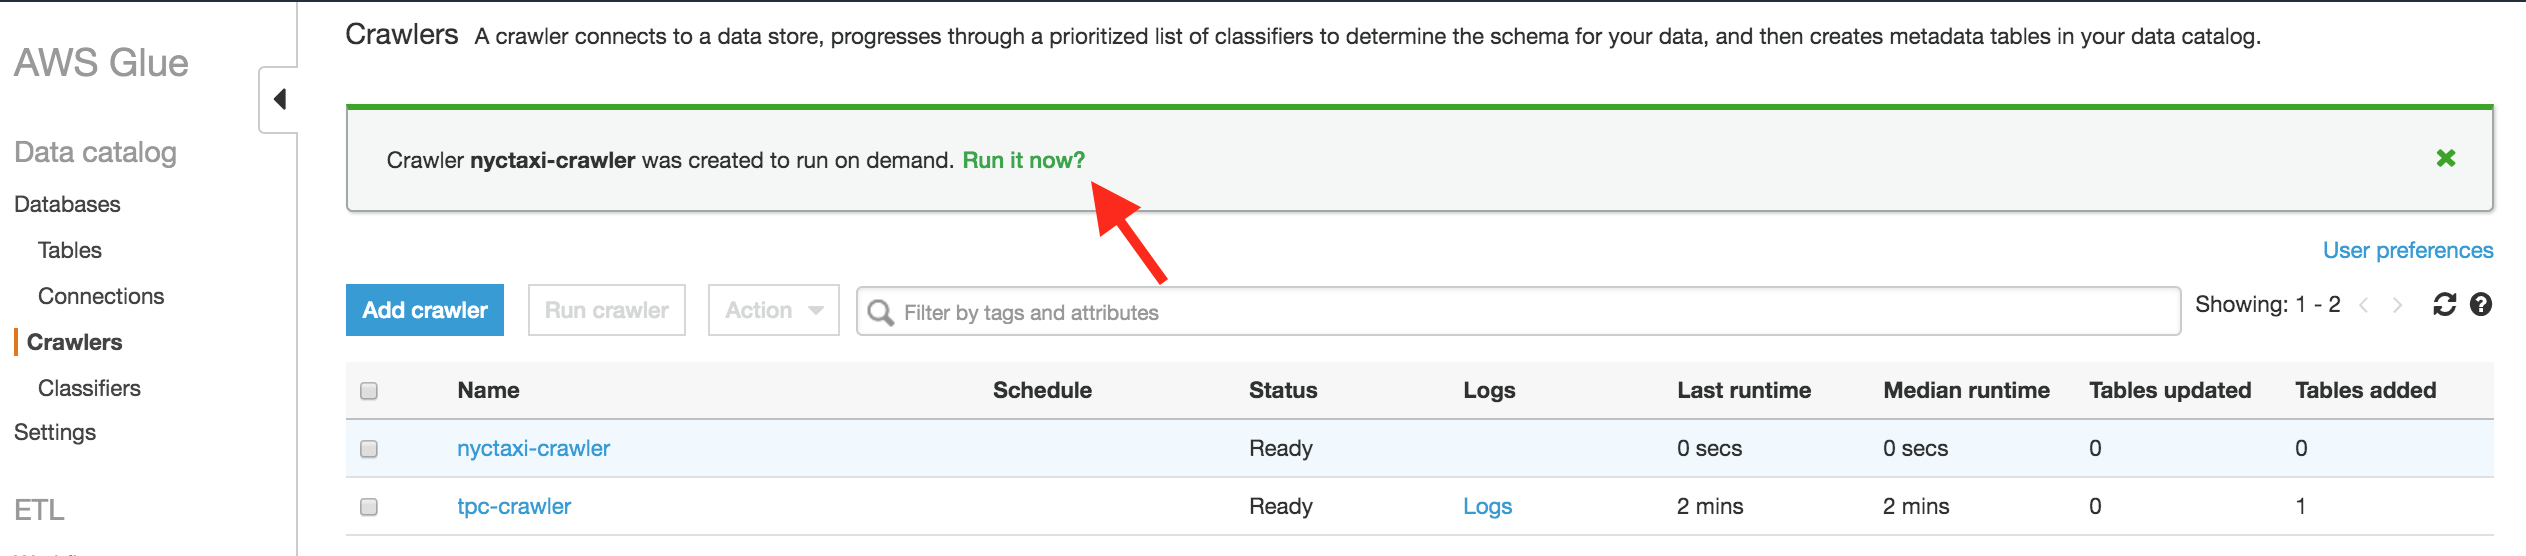 AWS Glue
Data catalog
Databases
Tables
Connections
Crawlers
Classifiers
Settings
ETL
Crawlers A crawler connects to a data store, progresses through a prioritized list of classifiers to determine the schema for your data, and then creates metadata tables in your data catalog.
Crawler nyctaxi-crawler was created to run on demand. Run it now?
User preferences
Add crawler Run crawler Action Filter by tags and attributes Showing: 1 - 2
Name Schedule Status Logs Last runtime Median runtime Tables updated Tables added
nyctaxi-crawler Ready 0 secs 0 secs 0 0
tpc-crawler Ready Logs 2 mins 2 mins 0 1